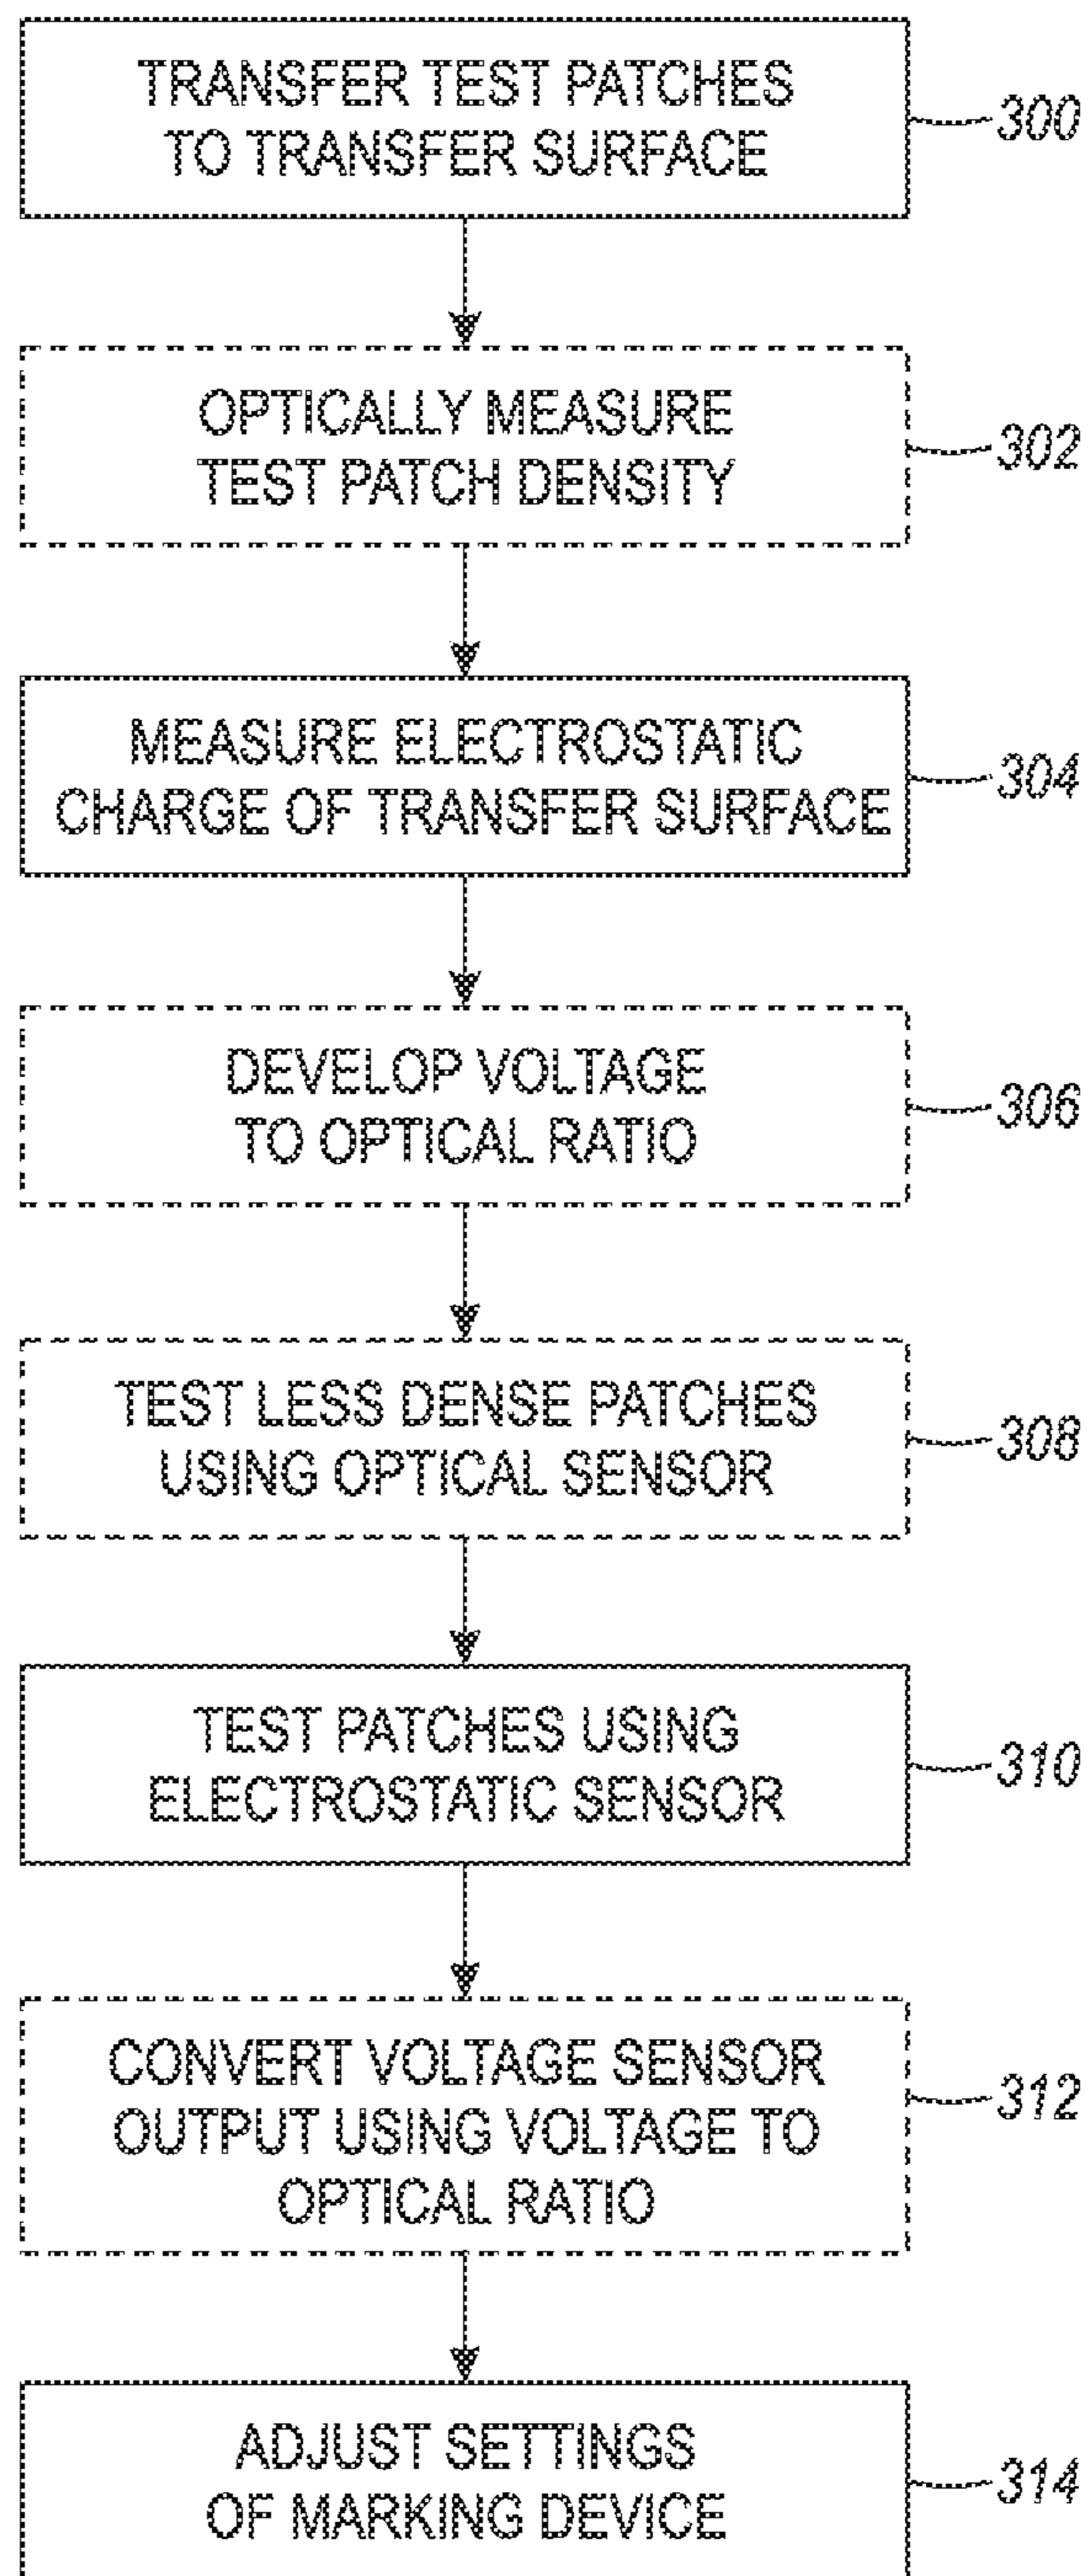 TRANSFER TEST PATCHES
TO TRANSFER SURFACE
300
OPTICALLY MEASURE
TEST PATCH DENSITY
302
MEASURE ELECTROSTATIC
CHARGE OF TRANSFER SURFACE
304
DEVELOP VOLTAGE
TO OPTICAL RATIO
306
TEST LESS DENSE PATCHES
USING OPTICAL SENSOR
308
TEST PATCHES USING
ELECTROSTATIC SENSOR
310
CONVERT VOLTAGE SENSOR
OUTPUT USING VOLTAGE TO
OPTICAL RATIO
312
ADJUST SETTINGS
OF MARKING DEVICE
314